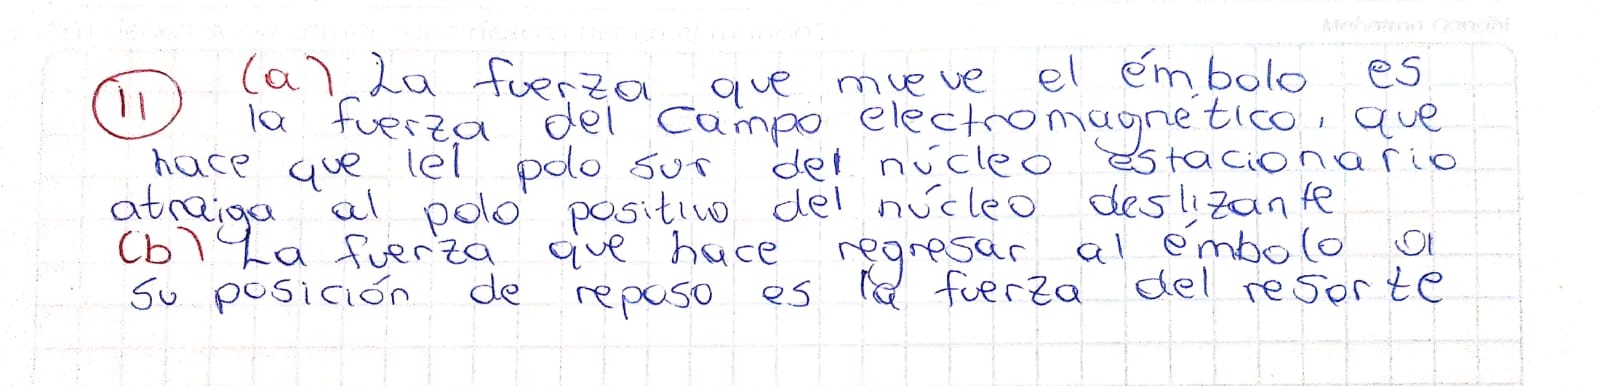 Mahatma Gandhi
11 (a) La fuerza que mueve el émbolo es
la fuerza del campo electromagnético, que
hace que lel polo sur del núcleo estacionario
atraiga al polo positivo del núcleo deslizante
(b) La fuerza que hace regresar al émbolo a
su posición de reposo es la fuerza del resorte